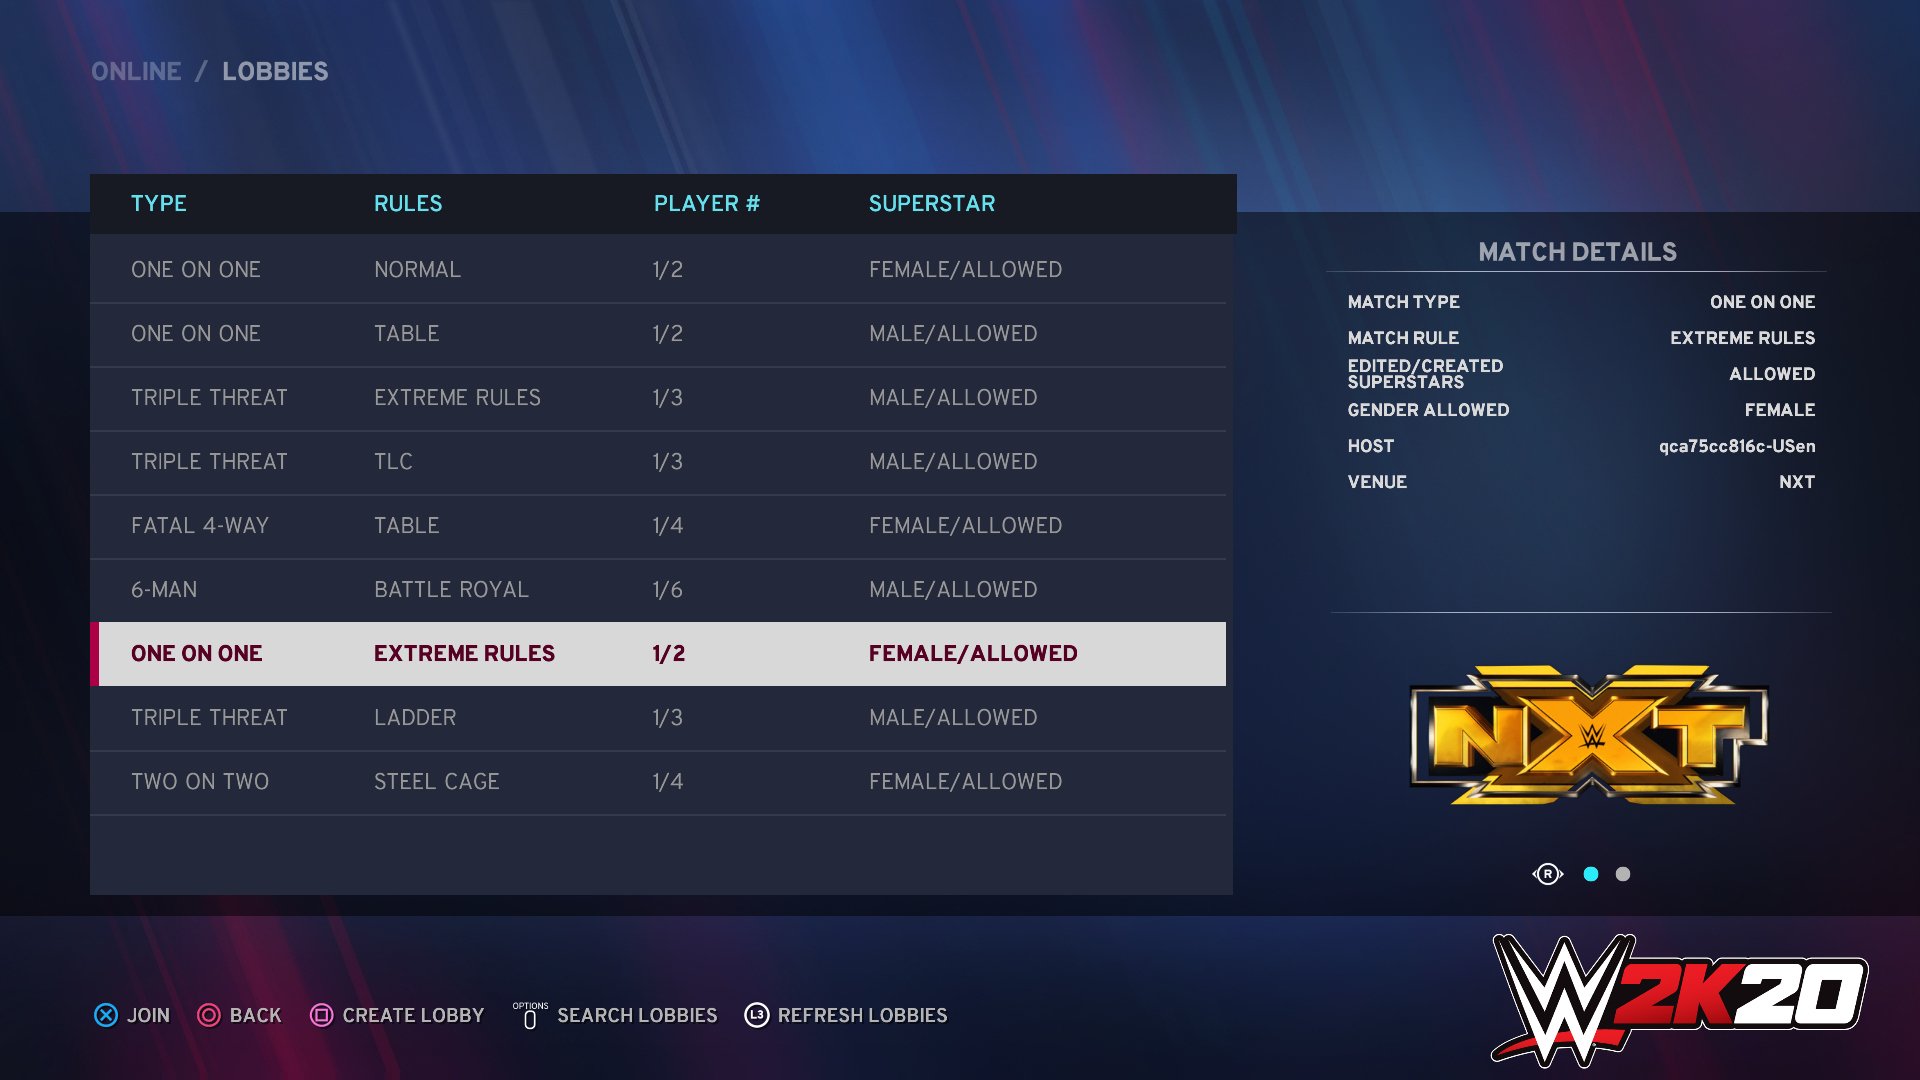 ONLINE / LOBBIES
TYPE RULES PLAYER # SUPERSTAR
ONE ON ONE NORMAL 1/2 FEMALE/ALLOWED
ONE ON ONE TABLE 1/2 MALE/ALLOWED
TRIPLE THREAT EXTREME RULES 1/3 MALE/ALLOWED
TRIPLE THREAT TLC 1/3 MALE/ALLOWED
FATAL 4-WAY TABLE 1/4 FEMALE/ALLOWED
6-MAN BATTLE ROYAL 1/6 MALE/ALLOWED
ONE ON ONE EXTREME RULES 1/2 FEMALE/ALLOWED
TRIPLE THREAT LADDER 1/3 MALE/ALLOWED
TWO ON TWO STEEL CAGE 1/4 FEMALE/ALLOWED
MATCH DETAILS
MATCH TYPE ONE ON ONE
MATCH RULE EXTREME RULES
EDITED/CREATED
SUPERSTARS ALLOWED
GENDER ALLOWED FEMALE
HOST qca75cc816c-USen
VENUE NXT
NXT
R
JOIN BACK CREATE LOBBY OPTIONS SEARCH LOBBIES L3 REFRESH LOBBIES
W 2K20